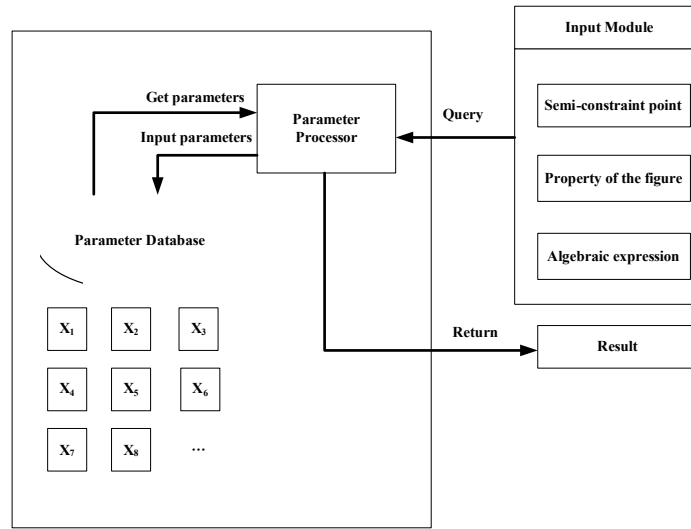 Input Module
Semi-constraint point
Property of the figure
Algebraic expression
Query
Get parameters
Input parameters
Parameter
Processor
Parameter Database
X₁ X₂ X₃
X₄ X₅ X₆
X₇ X₈ ...
Return
Result